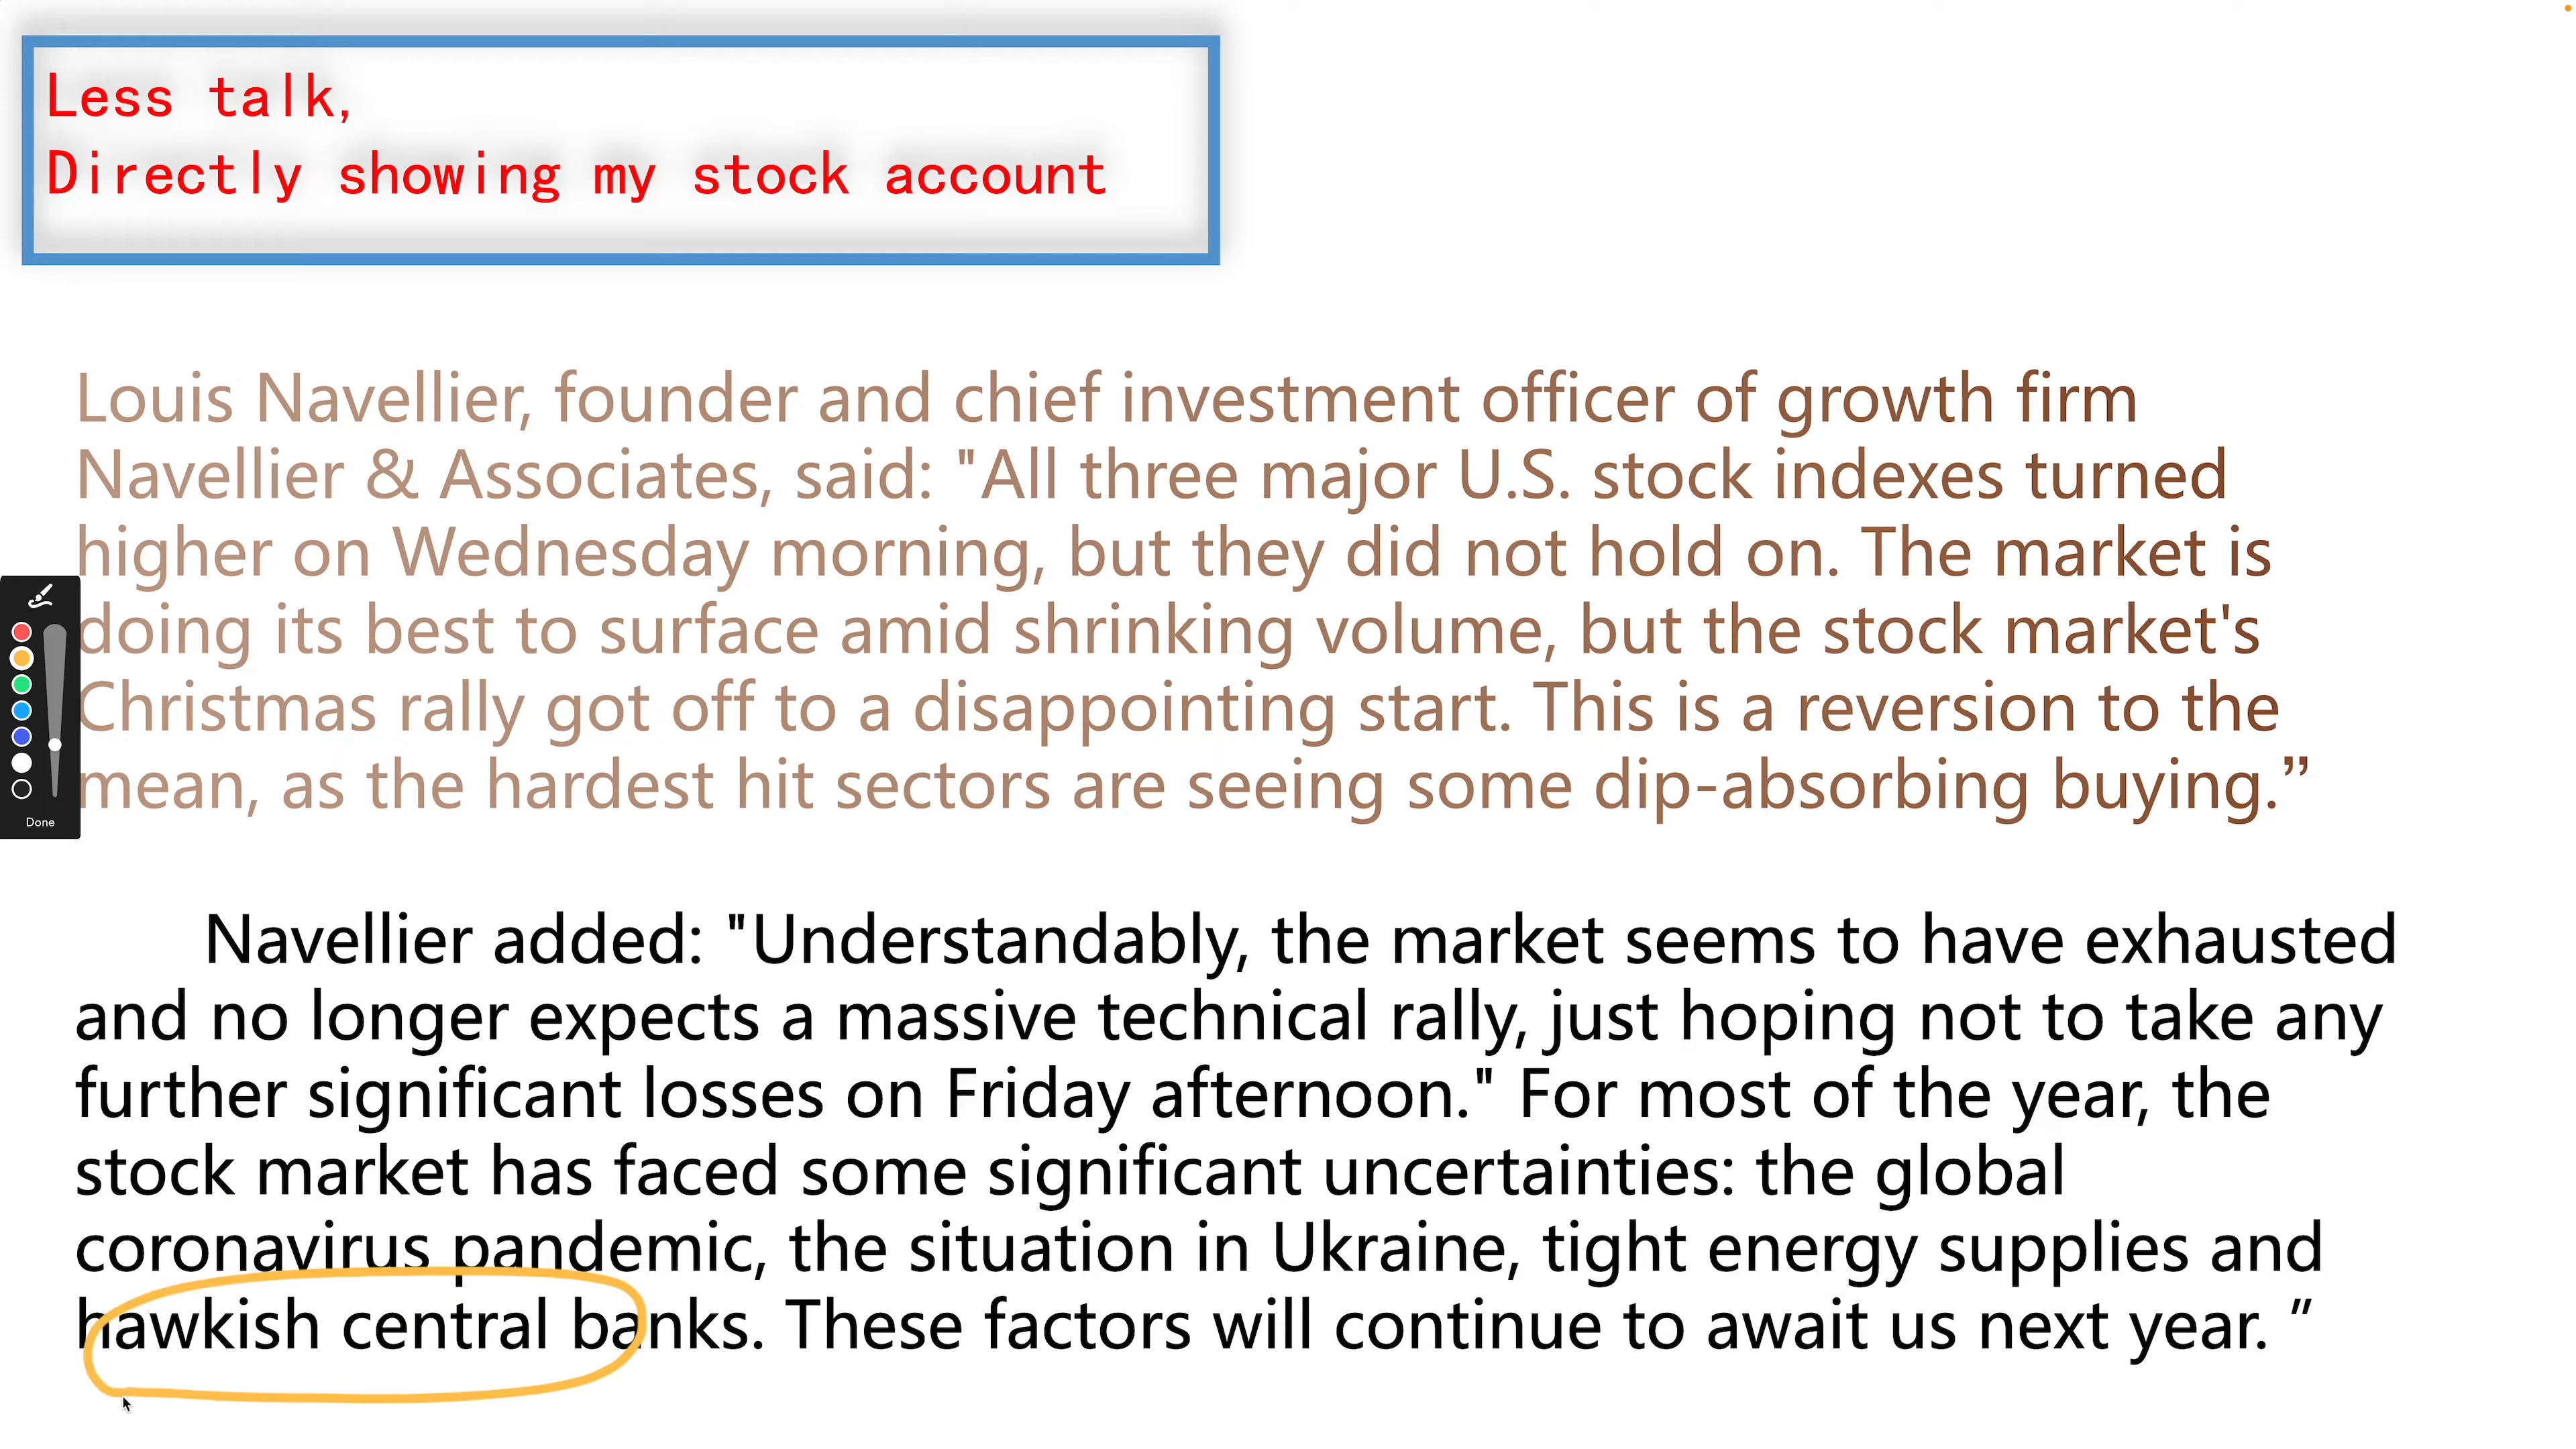 Less talk,
Directly showing my stock account
Louis Navellier, founder and chief investment officer of growth firm
Navellier & Associates, said: "All three major U.S. stock indexes turned
higher on Wednesday morning, but they did not hold on. The market is
doing its best to surface amid shrinking volume, but the stock market's
Christmas rally got off to a disappointing start. This is a reversion to the
mean, as the hardest hit sectors are seeing some dip-absorbing buying.”
Done
Navellier added: "Understandably, the market seems to have exhausted
and no longer expects a massive technical rally, just hoping not to take any
further significant losses on Friday afternoon." For most of the year, the
stock market has faced some significant uncertainties: the global
coronavirus pandemic, the situation in Ukraine, tight energy supplies and
hawkish central banks. These factors will continue to await us next year. ”